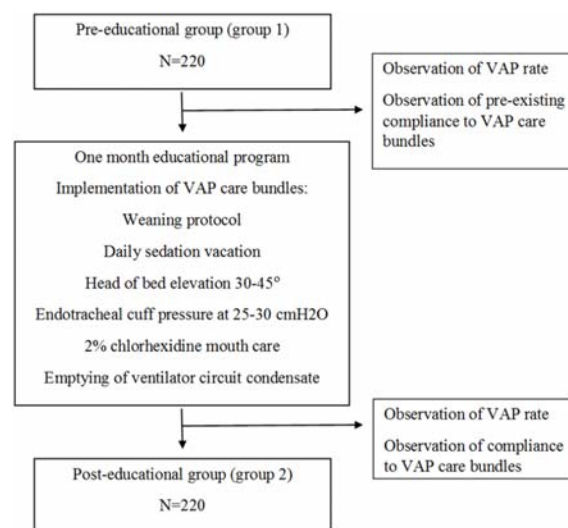 Pre-educational group (group 1)
N=220
Observation of VAP rate
Observation of pre-existing
compliance to VAP care
bundles
One month educational program
Implementation of VAP care bundles:
Weaning protocol
Daily sedation vacation
Head of bed elevation 30-45°
Endotracheal cuff pressure at 25-30 cmH2O
2% chlorhexidine mouth care
Emptying of ventilator circuit condensate
Observation of VAP rate
Observation of compliance
to VAP care bundles
Post-educational group (group 2)
N=220